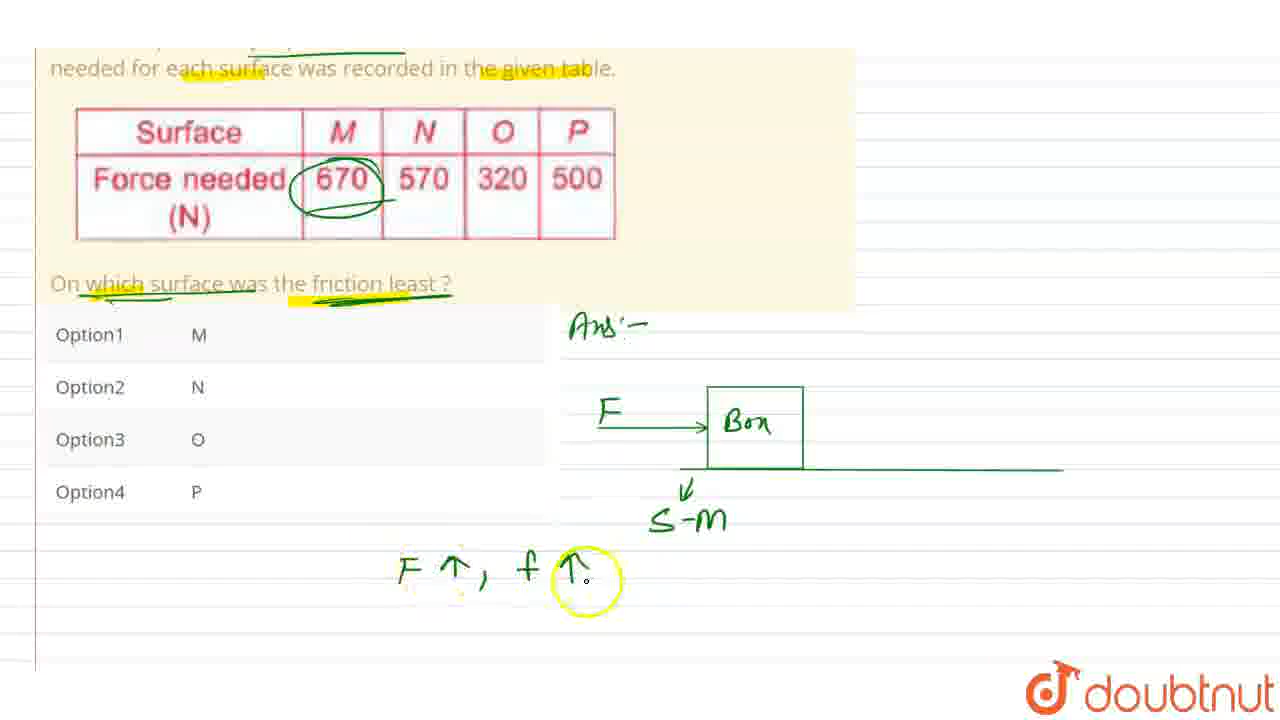 needed for each surface was recorded in the given table.
Surface M N O P
Force needed (N) 670 570 320 500
On which surface was the friction least ?
Option1 M
Option2 N
Option3 O
Option4 P
Ans:-
F
Box
S-M
F ↑, f ↑
doubtnut